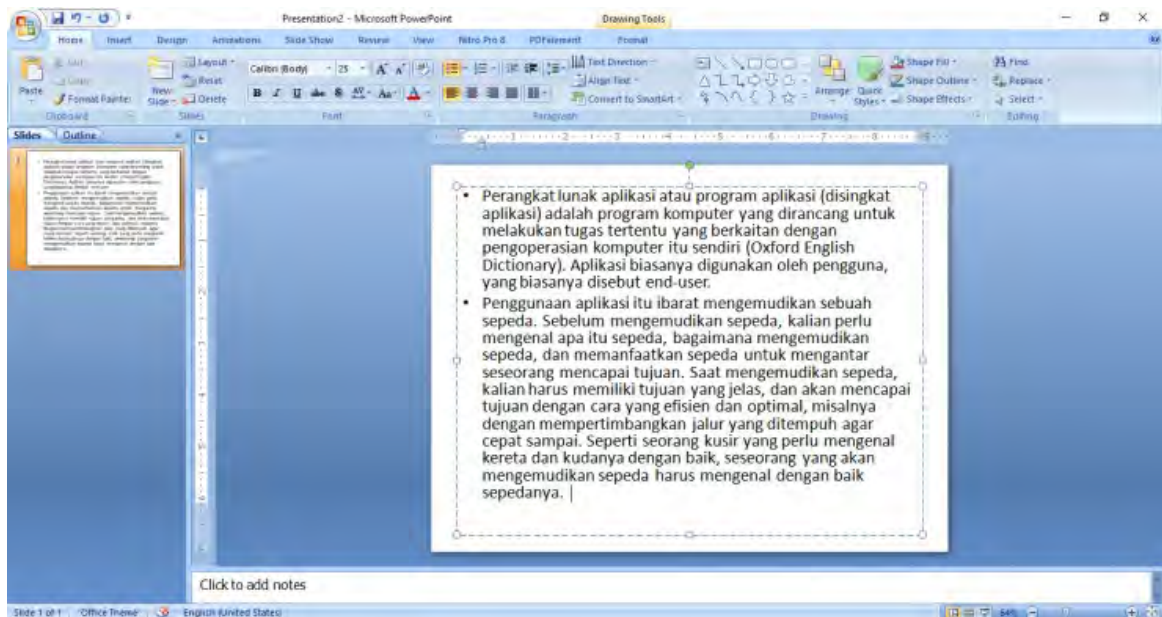 Presentation2 - Microsoft PowerPoint
Drawing Tools
Home Insert Design Animations Slide Show Review View Nitro Pro 8 PDFelement Format
Paste
Cut
Copy
Format Painter
Clipboard
New Slide
Layout
Reset
Delete
Slides
Calibri (Body) 25
Font
Text Direction
Align Text
Convert to SmartArt
Paragraph
Arrange
Quick Styles
Shape Fill
Shape Outline
Shape Effects
Drawing
Find
Replace
Select
Editing
Slides Outline
1
• Perangkat lunak aplikasi atau program aplikasi (disingkat
aplikasi) adalah program komputer yang dirancang untuk
melakukan tugas tertentu yang berkaitan dengan
pengoperasian komputer itu sendiri (Oxford English
Dictionary). Aplikasi biasanya digunakan oleh pengguna,
yang biasanya disebut end-user.
• Penggunaan aplikasi itu ibarat mengemudikan sebuah
sepeda. Sebelum mengemudikan sepeda, kalian perlu
mengenal apa itu sepeda, bagaimana mengemudikan
sepeda, dan memanfaatkan sepeda untuk mengantar
seseorang mencapai tujuan. Saat mengemudikan sepeda,
kalian harus memiliki tujuan yang jelas, dan akan mencapai
tujuan dengan cara yang efisien dan optimal, misalnya
dengan mempertimbangkan jalur yang ditempuh agar
cepat sampai. Seperti seorang kusir yang perlu mengenal
kereta dan kudanya dengan baik, seseorang yang akan
mengemudikan sepeda harus mengenal dengan baik
sepedanya.
Click to add notes
Slide 1 of 1 Office Theme English (United States) 64%